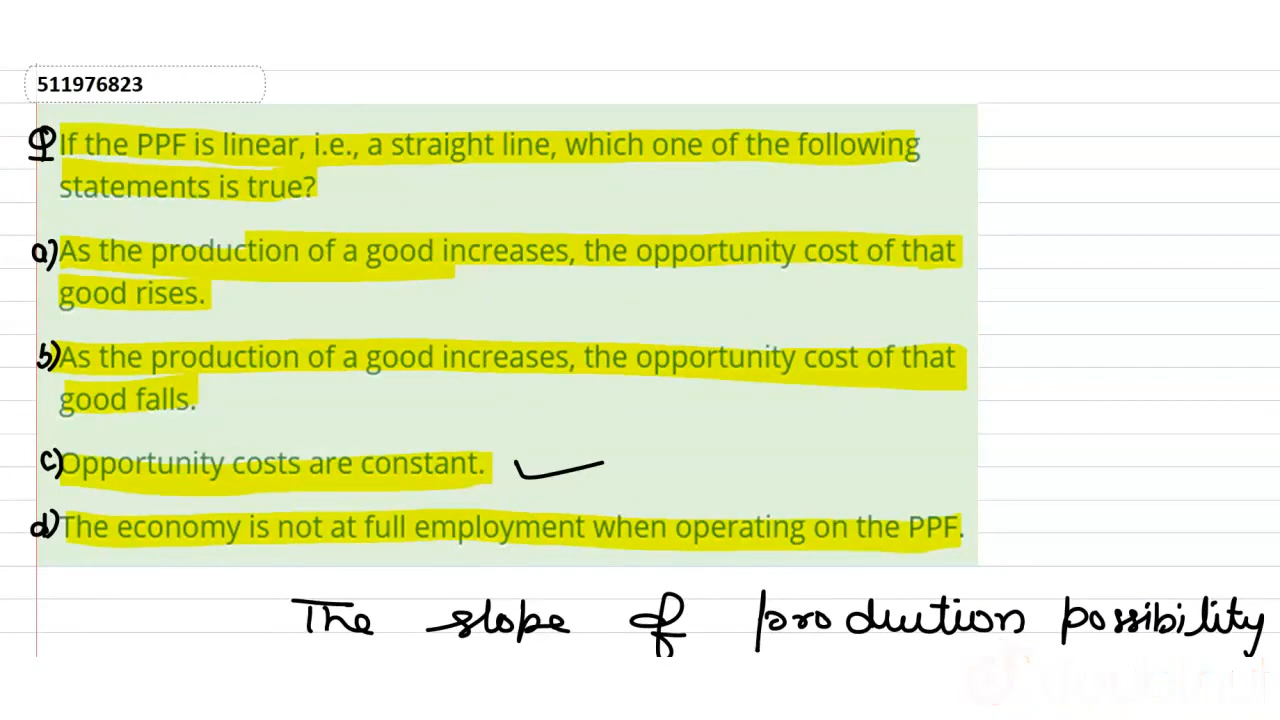 511976823
Q If the PPF is linear, i.e., a straight line, which one of the following
statements is true?
a) As the production of a good increases, the opportunity cost of that
good rises.
b) As the production of a good increases, the opportunity cost of that
good falls.
c) Opportunity costs are constant.
d) The economy is not at full employment when operating on the PPF.
The slope of production possibility